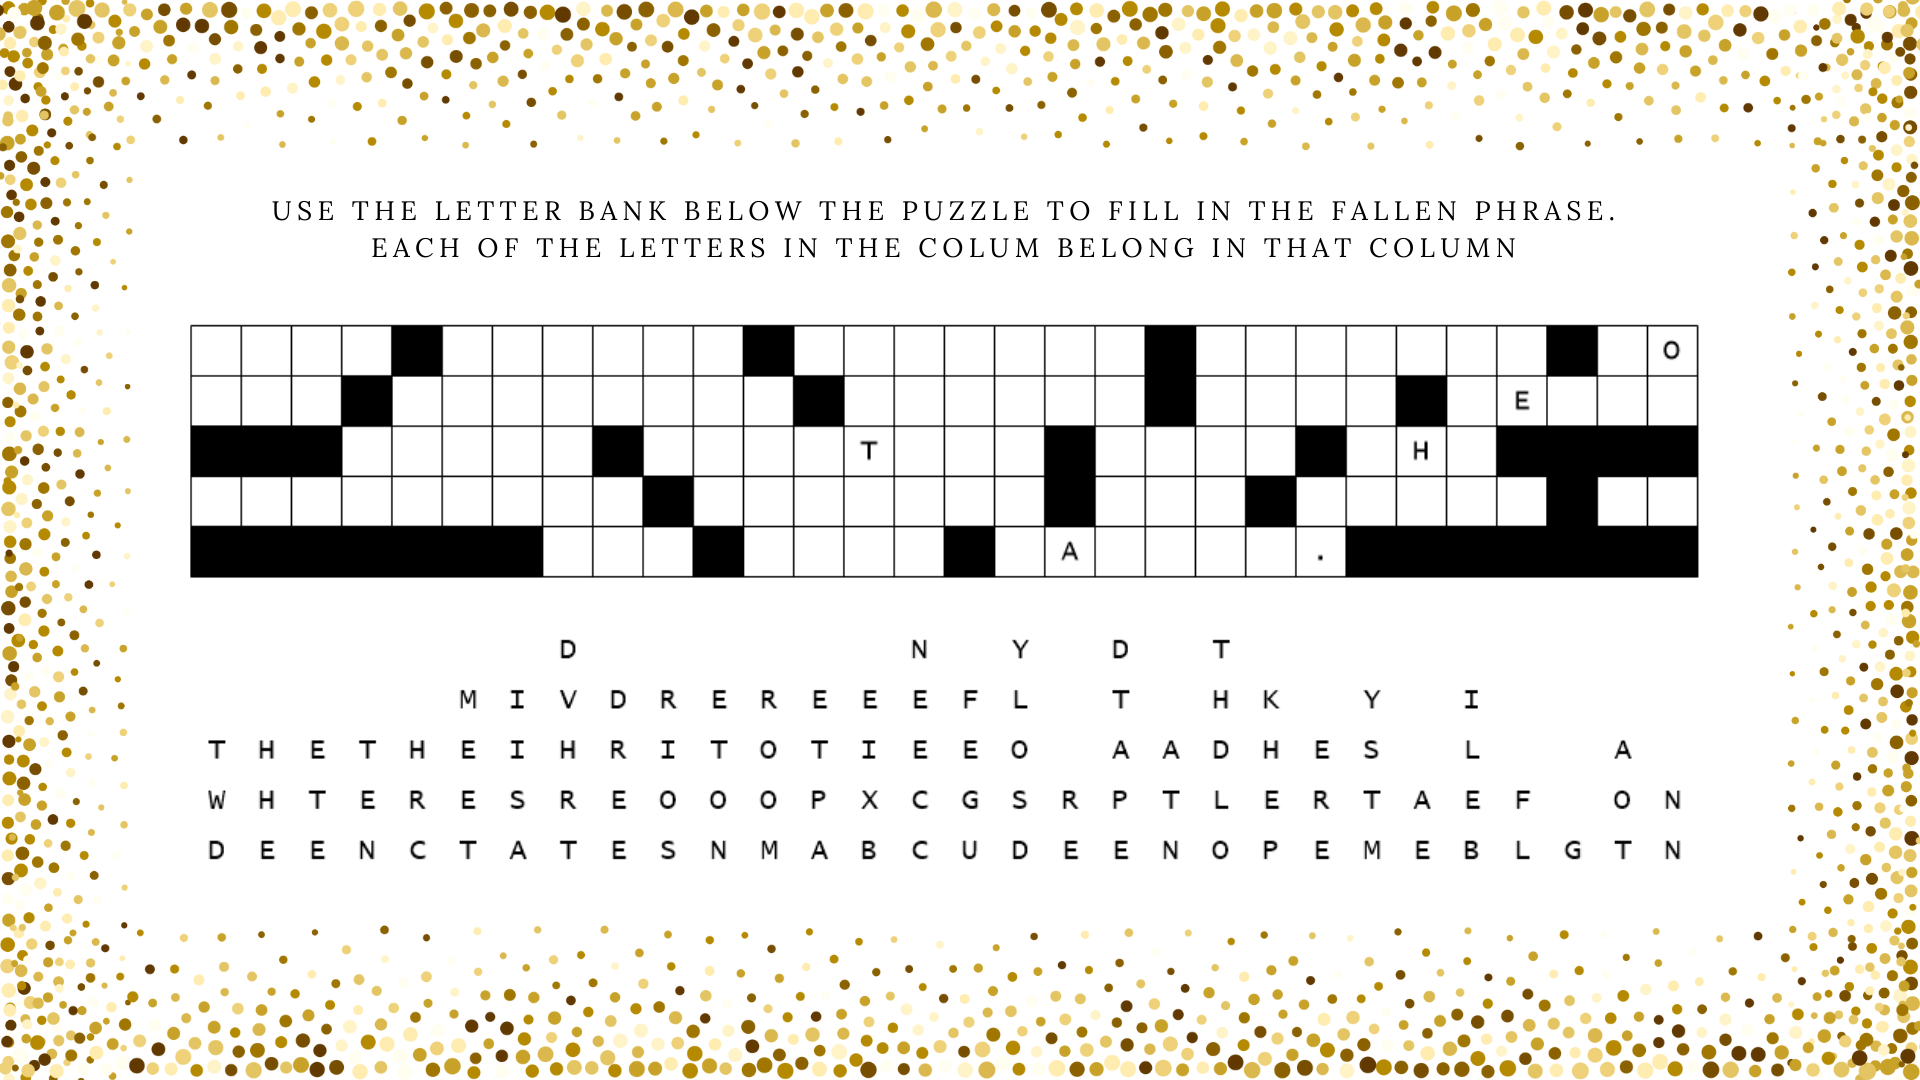 USE THE LETTER BANK BELOW THE PUZZLE TO FILL IN THE FALLEN PHRASE.
EACH OF THE LETTERS IN THE COLUM BELONG IN THAT COLUMN
O
E
T H
A .
D N Y D T
M I V D R E R E E E F L T H K Y I
T H E T H E I H R I T O T I E E O A A D H E S L A
W H T E R E S R E O O O P X C G S R P T L E R T A E F O N
D E E N C T A T E S N M A B C U D E E N O P E M E B L G T N